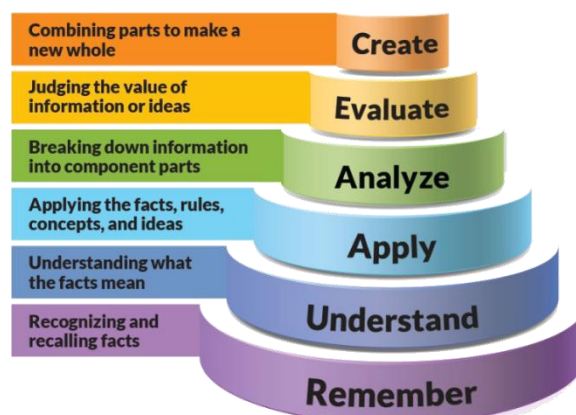 Combining parts to make a
new whole
Create
Judging the value of
information or ideas
Evaluate
Breaking down information
into component parts
Analyze
Applying the facts, rules,
concepts, and ideas
Apply
Understanding what
the facts mean
Understand
Recognizing and
recalling facts
Remember